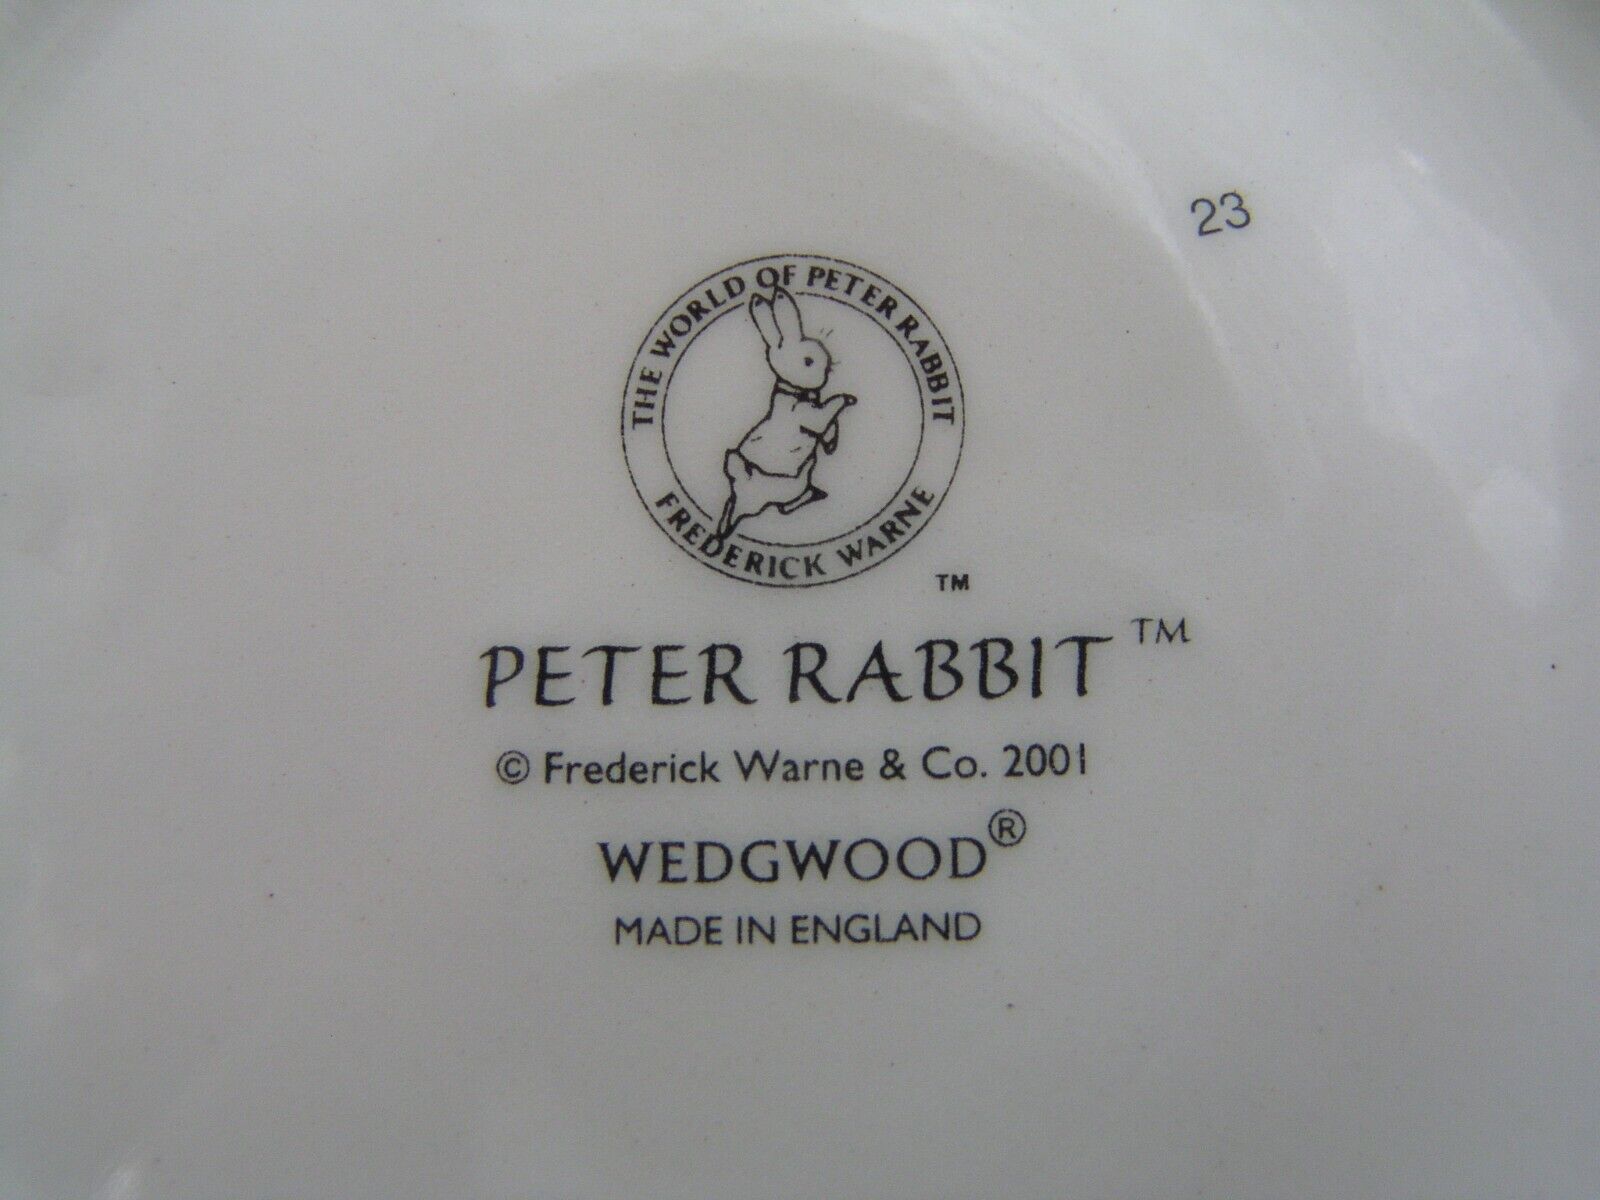 23
THE WORLD OF PETER RABBIT
FREDERICK WARNE
TM
PETER RABBIT TM
© Frederick Warne & Co. 2001
WEDGWOOD®
MADE IN ENGLAND